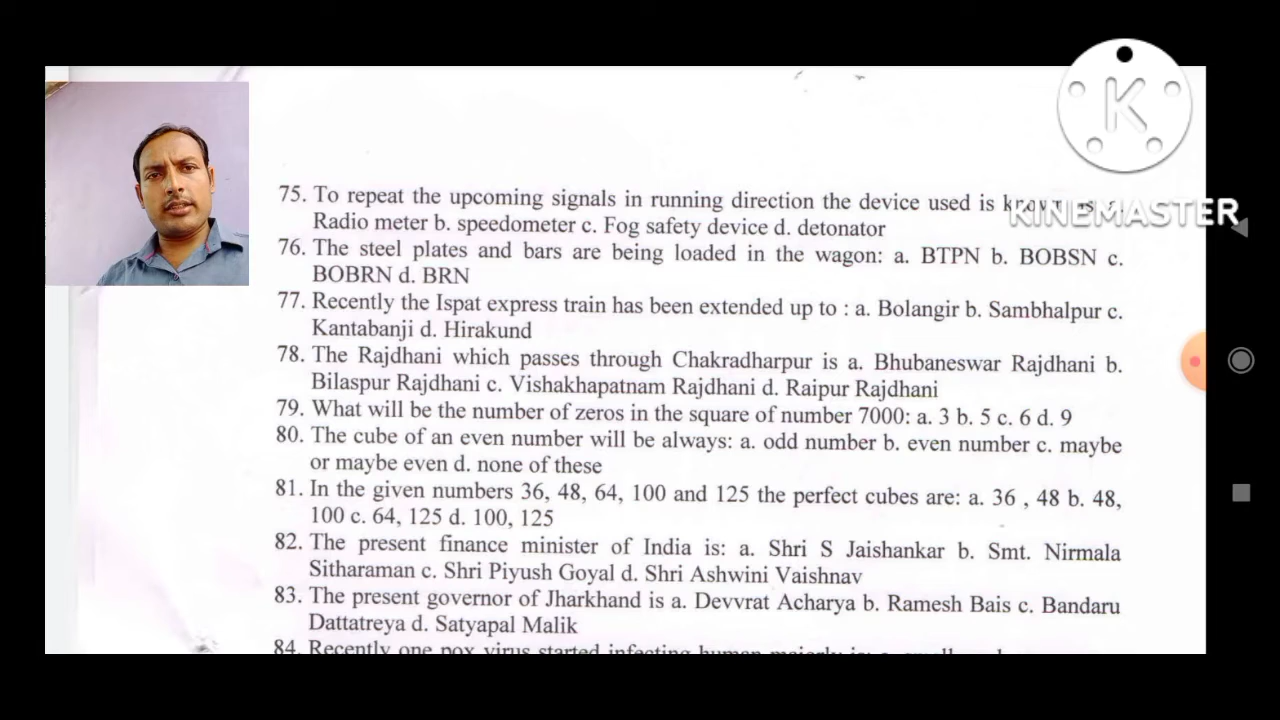 75. To repeat the upcoming signals in running direction the device used is known as: a.
Radio meter b. speedometer c. Fog safety device d. detonator
76. The steel plates and bars are being loaded in the wagon: a. BTPN b. BOBSN c.
BOBRN d. BRN
77. Recently the Ispat express train has been extended up to : a. Bolangir b. Sambhalpur c.
Kantabanji d. Hirakund
78. The Rajdhani which passes through Chakradharpur is a. Bhubaneswar Rajdhani b.
Bilaspur Rajdhani c. Vishakhapatnam Rajdhani d. Raipur Rajdhani
79. What will be the number of zeros in the square of number 7000: a. 3 b. 5 c. 6 d. 9
80. The cube of an even number will be always: a. odd number b. even number c. maybe
or maybe even d. none of these
81. In the given numbers 36, 48, 64, 100 and 125 the perfect cubes are: a. 36 , 48 b. 48,
100 c. 64, 125 d. 100, 125
82. The present finance minister of India is: a. Shri S Jaishankar b. Smt. Nirmala
Sitharaman c. Shri Piyush Goyal d. Shri Ashwini Vaishnav
83. The present governor of Jharkhand is a. Devvrat Acharya b. Ramesh Bais c. Bandaru
Dattatreya d. Satyapal Malik
84. Recently one pox virus started infecting human majorly is: a.
K
KINEMASTER